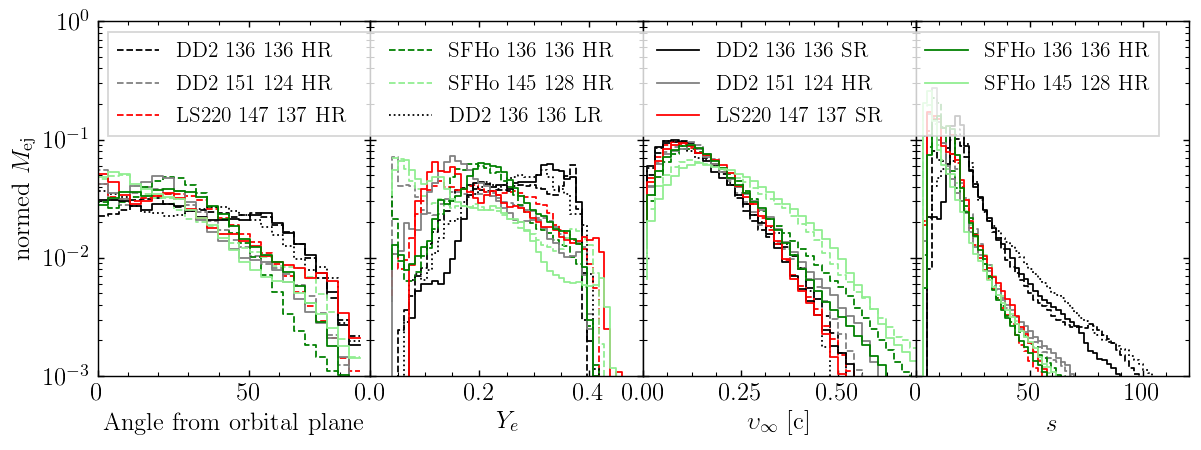 10⁰
10⁻¹
10⁻²
10⁻³
normed M_ej
DD2 136 136 HR
DD2 151 124 HR
LS220 147 137 HR
SFHo 136 136 HR
SFHo 145 128 HR
DD2 136 136 LR
DD2 136 136 SR
DD2 151 124 HR
LS220 147 137 SR
SFHo 136 136 HR
SFHo 145 128 HR
0 50 0.0 0.2 0.4 0.00 0.25 0.50 0 50 100
Angle from orbital plane Y_e υ_∞ [c] s